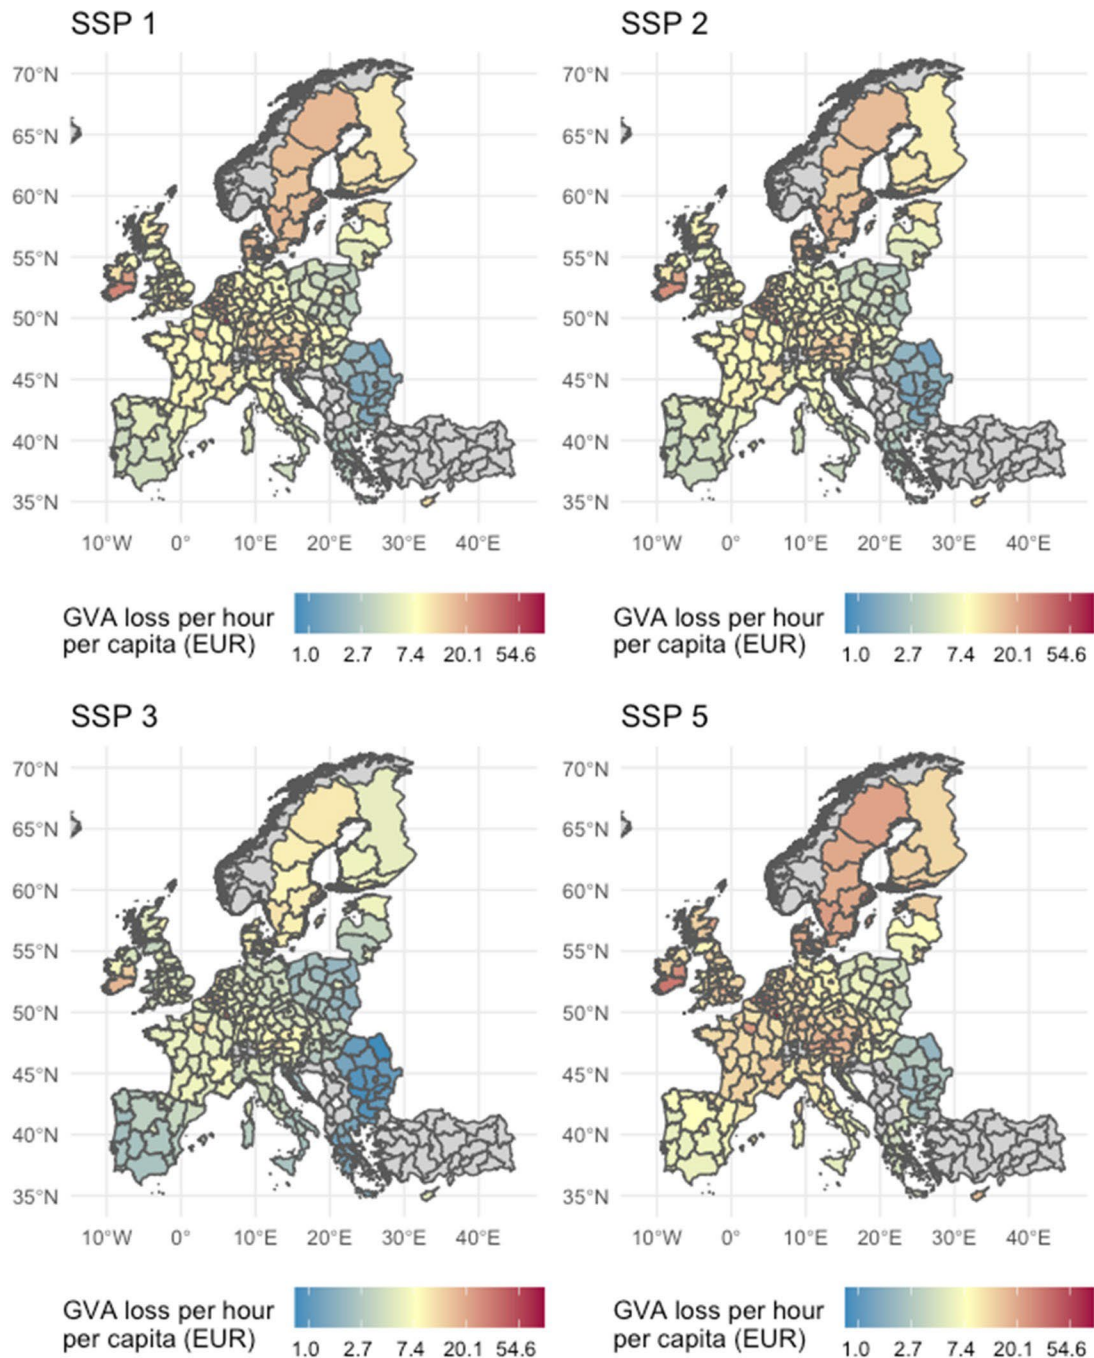 SSP 1
SSP 2
70°N
65°N
60°N
55°N
50°N
45°N
40°N
35°N
10°W 0° 10°E 20°E 30°E 40°E
70°N
65°N
60°N
55°N
50°N
45°N
40°N
35°N
10°W 0° 10°E 20°E 30°E 40°E
GVA loss per hour
per capita (EUR)
1.0 2.7 7.4 20.1 54.6
GVA loss per hour
per capita (EUR)
1.0 2.7 7.4 20.1 54.6
SSP 3
SSP 5
70°N
65°N
60°N
55°N
50°N
45°N
40°N
35°N
10°W 0° 10°E 20°E 30°E 40°E
70°N
65°N
60°N
55°N
50°N
45°N
40°N
35°N
10°W 0° 10°E 20°E 30°E 40°E
GVA loss per hour
per capita (EUR)
1.0 2.7 7.4 20.1 54.6
GVA loss per hour
per capita (EUR)
1.0 2.7 7.4 20.1 54.6